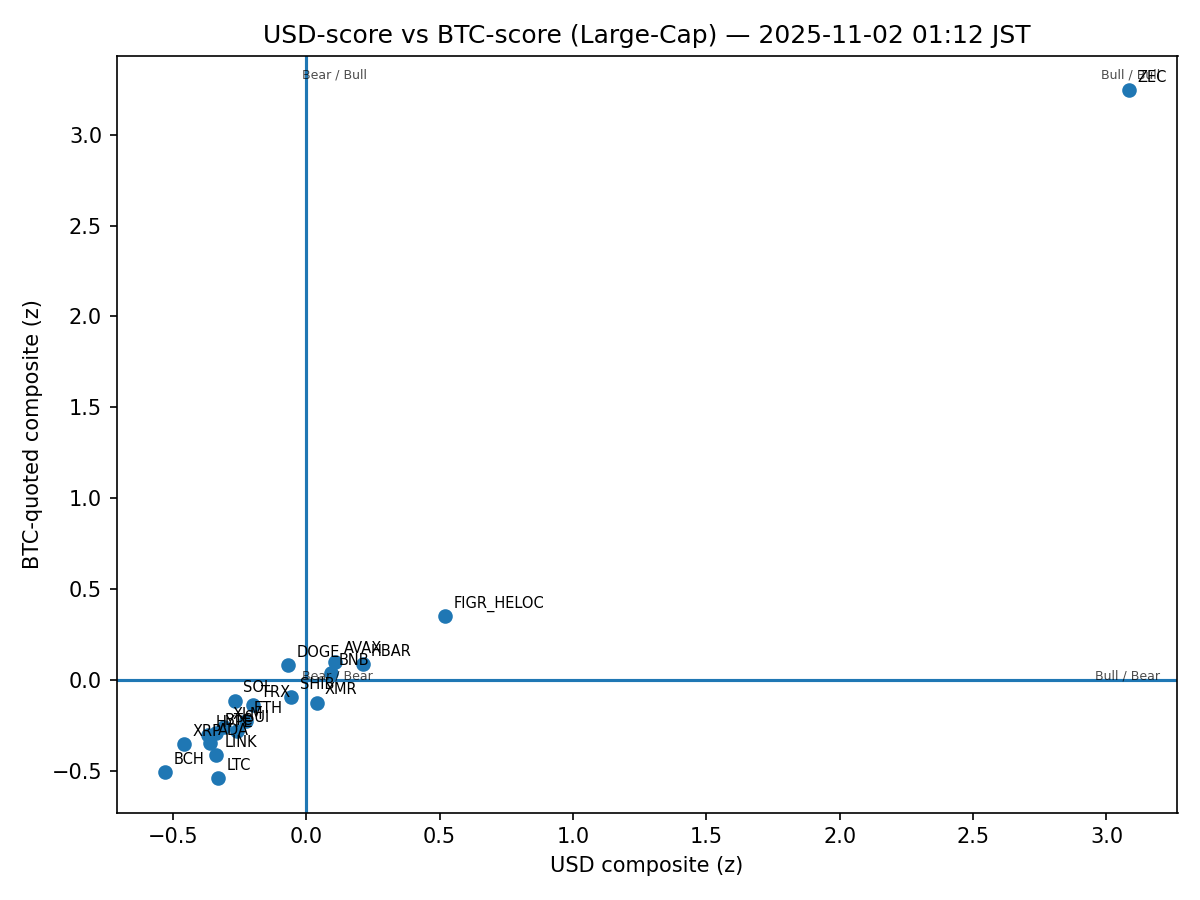 USD-score vs BTC-score (Large-Cap) — 2025-11-02 01:12 JST
Bear / Bull
Bull / Bull
ZEC
3.0
2.5
2.0
1.5
1.0
0.5
0.0
−0.5
BTC-quoted composite (z)
FIGR_HELOC
DOGE
AVAX
HBAR
BNB
Bear / Bear
Bull / Bear
SHIB
XMR
SOL
TRX
ETH
XLM
SUI
XRP
ADA
LINK
BCH
LTC
−0.5
0.0
0.5
1.0
1.5
2.0
2.5
3.0
USD composite (z)